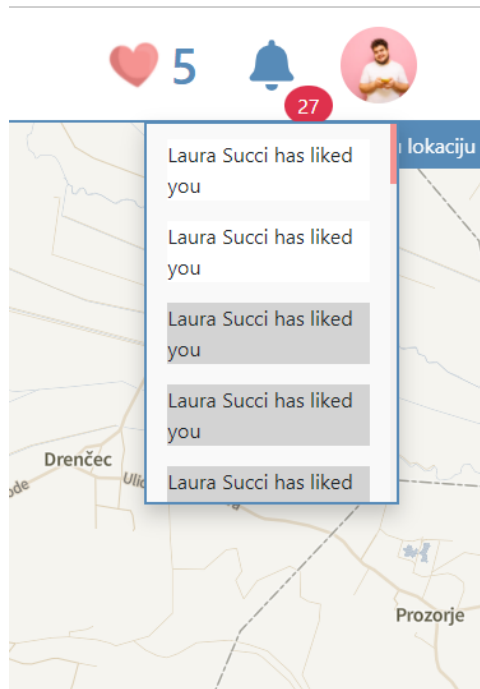 5
27
lokaciju
Laura Succi has liked
you
Laura Succi has liked
you
Laura Succi has liked
you
Laura Succi has liked
you
Laura Succi has liked
Drenčec
Prozorje